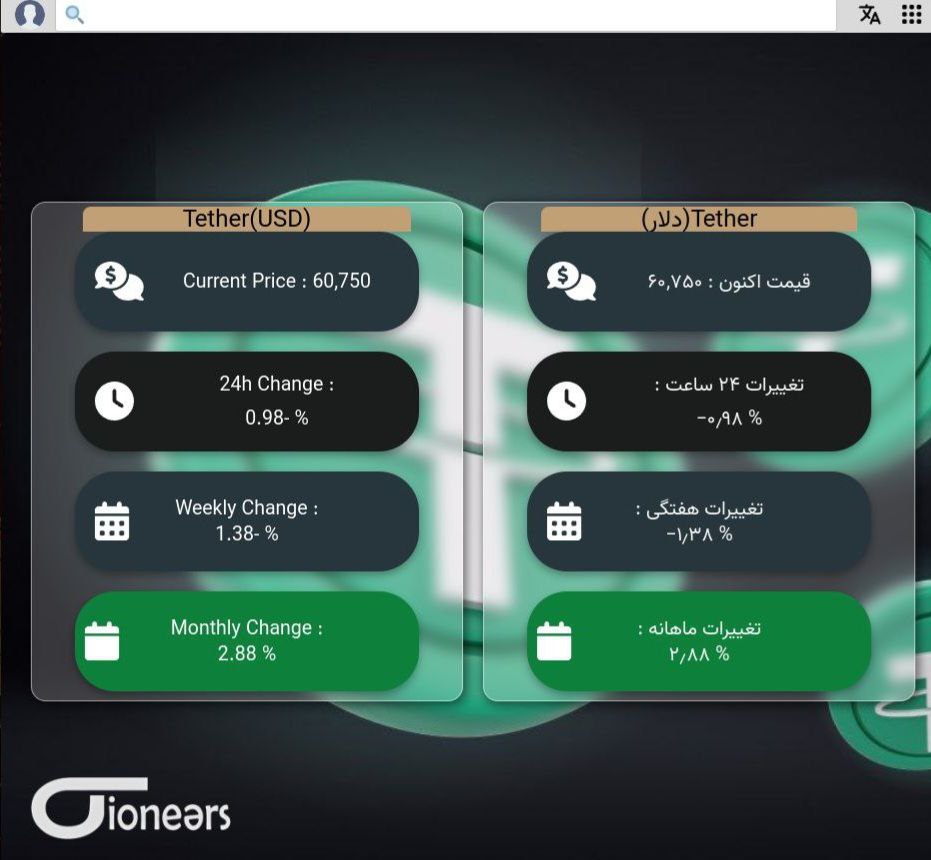 Tether(USD)
Current Price : 60,750
24h Change :
0.98- %
Weekly Change :
1.38- %
Monthly Change :
2.88 %
Tether(دلار)
قیمت اکنون : ۶۰,۷۵۰
تغییرات ۲۴ ساعت :
−۰٫۹۸ %
تغییرات هفتگی :
−۱٫۳۸ %
تغییرات ماهانه :
۲٫۸۸ %
Gionears